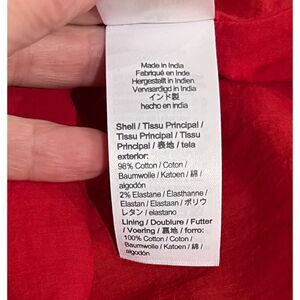 Made in India
Fabriqué en Inde
Hergestellt in Indien
Vervaardigd in India
インド製
hecho en india
Shell / Tissu Principal /
Tissu Principal / Tissu
Principal / 表地 / tela
exterior:
98% Cotton / Coton /
Baumwolle / Katoen / 綿 /
algodón
2% Elastane / Élasthanne /
Elastan / Elastaan / ポリウ
レタン / elastano
Lining / Doublure / Futter
/ Voering / 裏地 / forro:
100% Cotton / Coton /
Baumwolle / Katoen / 綿 /
algodón